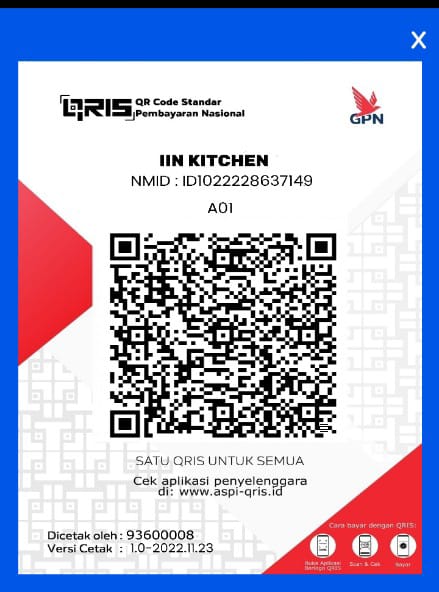 X
QRIS QR Code Standar
Pembayaran Nasional
GPN
IIN KITCHEN
NMID : ID1022228637149
A01
SATU QRIS UNTUK SEMUA
Cek aplikasi penyelenggara
di: www.aspi-qris.id
Dicetak oleh : 93600008
Versi Cetak : 1.0-2022.11.23
Cara bayar dengan QRIS:
Buka Aplikasi
Berlogo QRIS
Scan & Cek
Bayar